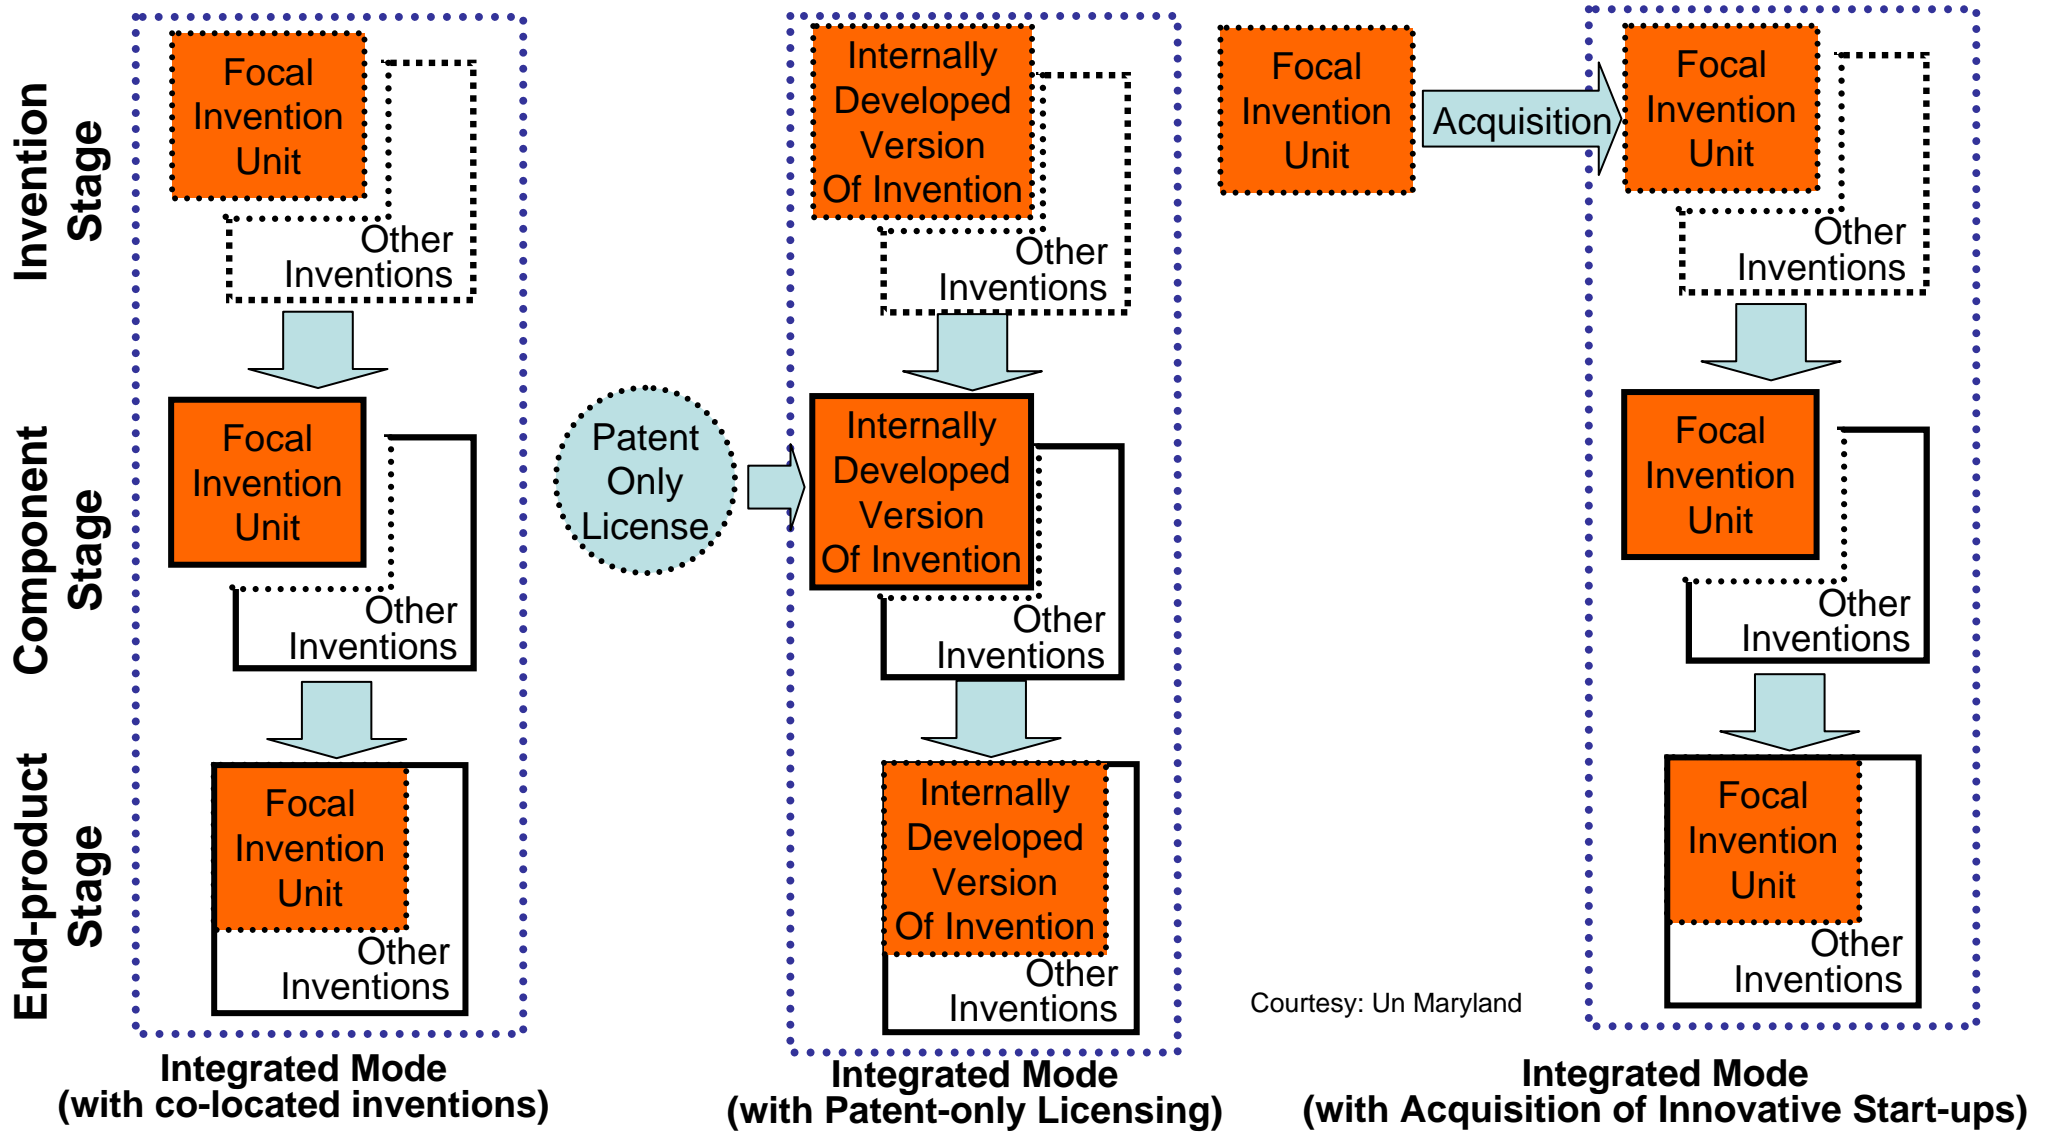 Invention
Stage
Component
Stage
End-product
Stage
Focal
Invention
Unit
Other
Inventions
Focal
Invention
Unit
Other
Inventions
Focal
Invention
Unit
Other
Inventions
Integrated Mode
(with co-located inventions)
Patent
Only
License
Internally
Developed
Version
Of Invention
Other
Inventions
Internally
Developed
Version
Of Invention
Other
Inventions
Internally
Developed
Version
Of Invention
Other
Inventions
Integrated Mode
(with Patent-only Licensing)
Focal
Invention
Unit
Acquisition
Focal
Invention
Unit
Other
Inventions
Focal
Invention
Unit
Other
Inventions
Focal
Invention
Unit
Other
Inventions
Courtesy: Un Maryland
Integrated Mode
(with Acquisition of Innovative Start-ups)